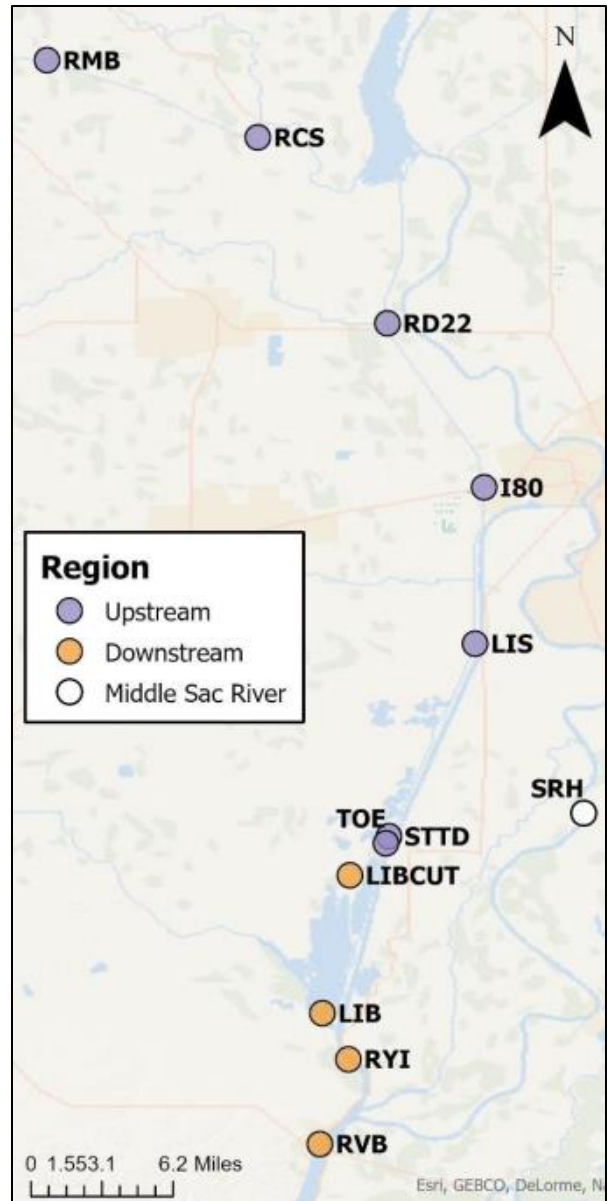 N
RMB
RCS
RD22
I80
Region
Upstream
Downstream
Middle Sac River
LIS
SRH
TOE
STTD
LIBCUT
LIB
RYI
RVB
0 1.553.1 6.2 Miles
Esri, GEBCO, DeLorme, N